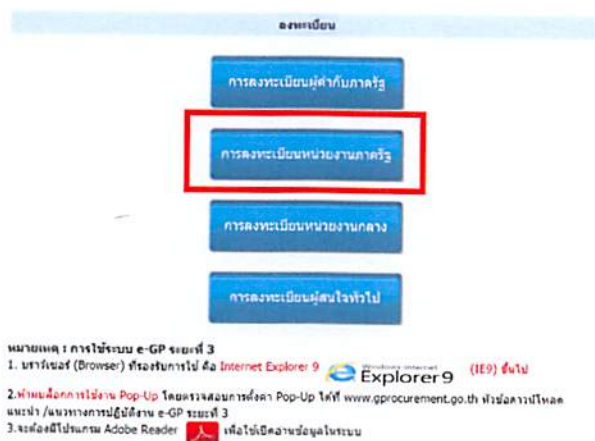 ลงทะเบียน
การลงทะเบียนผู้ค้ากับภาครัฐ
การลงทะเบียนหน่วยงานภาครัฐ
การลงทะเบียนหน่วยงานกลาง
การลงทะเบียนผู้สนใจทั่วไป
หมายเหตุ : การใช้ระบบ e-GP ระยะที่ 3
1. บราว์เซอร์ (Browser) ที่รองรับการใช้ คือ Internet Explorer 9 Windows Internet Explorer 9 (IE9) ขึ้นไป
2.ห้ามบล็อกการใช้งาน Pop-Up โดยตรวจสอบการตั้งค่า Pop-Up ได้ที่ www.gprocurement.go.th หัวข้อดาวน์โหลด
แนะนำ /แนวทางการปฏิบัติงาน e-GP ระยะที่ 3
3.จะต้องมีโปรแกรม Adobe Reader เพื่อใช้เปิดอ่านข้อมูลในระบบ